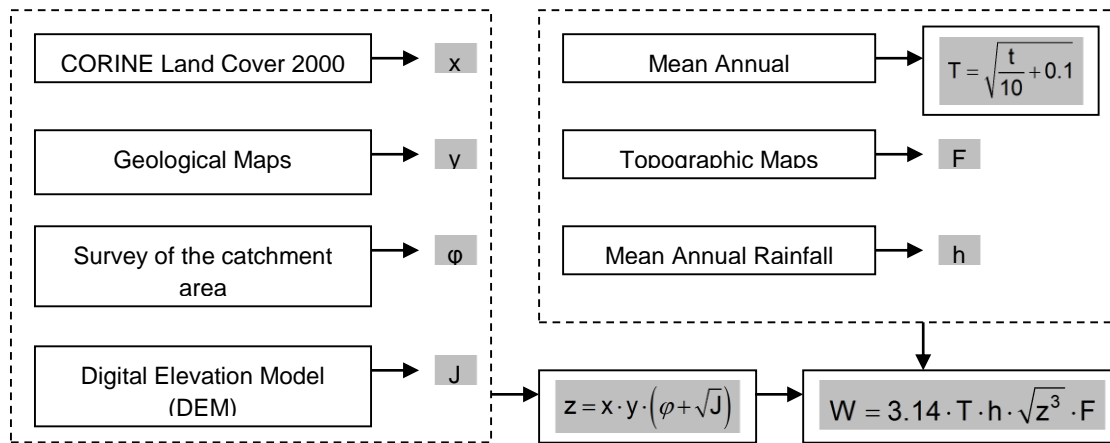 CORINE Land Cover 2000
x
Geological Maps
y
Survey of the catchment
area
φ
Digital Elevation Model
(DEM)
J
Mean Annual
T = √(t/10 + 0.1)
Topographic Maps
F
Mean Annual Rainfall
h
z = x · y · (φ + √J)
W = 3.14 · T · h · √z³ · F